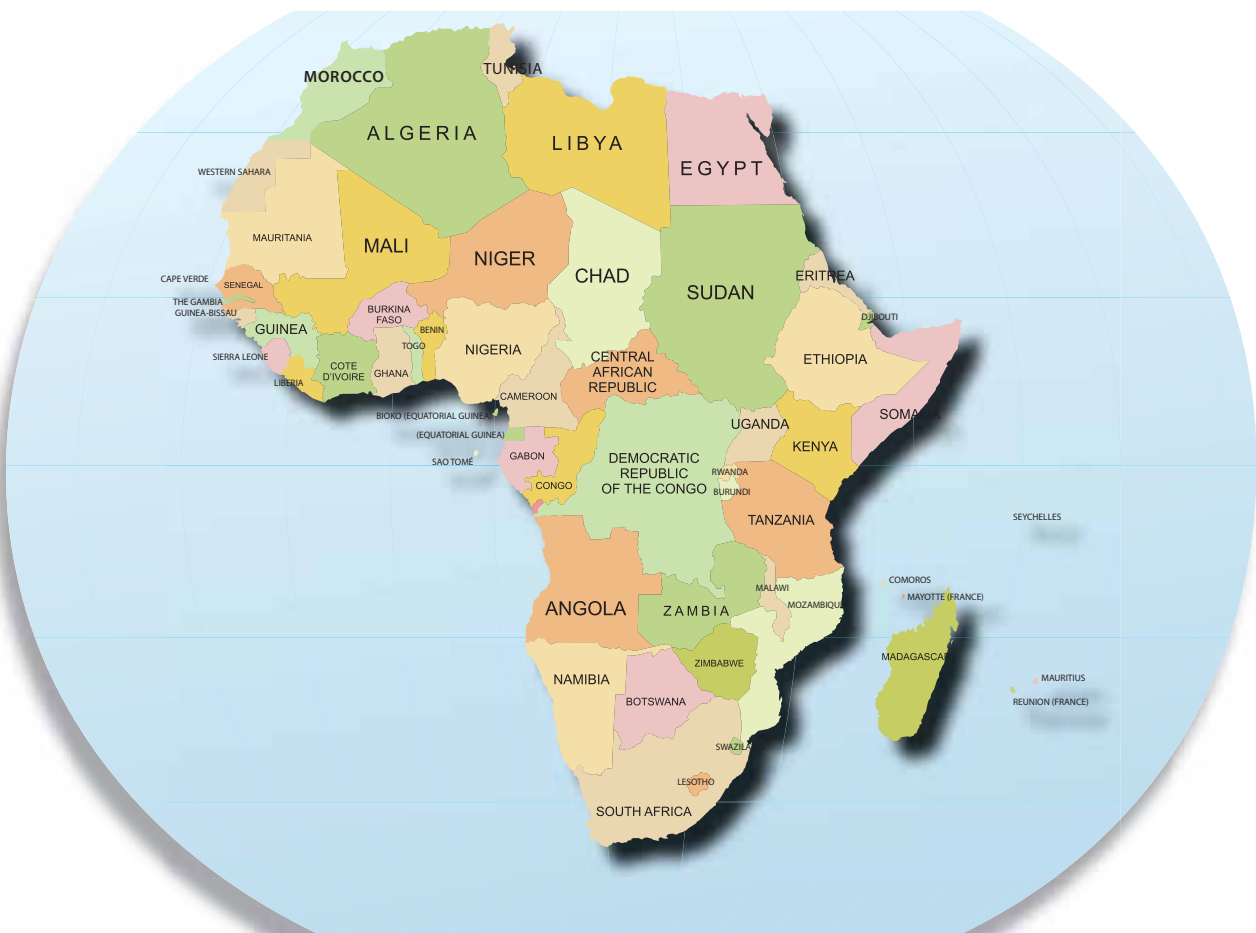 MOROCCO
TUNISIA
ALGERIA
LIBYA
EGYPT
WESTERN SAHARA
MAURITANIA
MALI
NIGER
CHAD
SUDAN
ERITREA
CAPE VERDE
SENEGAL
THE GAMBIA
GUINEA-BISSAU
GUINEA
BURKINA
FASO
BENIN
TOGO
NIGERIA
DJIBOUTI
SIERRA LEONE
LIBERIA
COTE
D'IVOIRE
GHANA
CENTRAL
AFRICAN
REPUBLIC
ETHIOPIA
CAMEROON
BIOKO (EQUATORIAL GUINEA)
(EQUATORIAL GUINEA)
SAO TOMÉ
GABON
CONGO
UGANDA
KENYA
SOMALIA
DEMOCRATIC
REPUBLIC
OF THE CONGO
RWANDA
BURUNDI
TANZANIA
SEYCHELLES
ANGOLA
ZAMBIA
MALAWI
MOZAMBIQUE
COMOROS
MAYOTTE (FRANCE)
MADAGASCAR
MAURITIUS
REUNION (FRANCE)
ZIMBABWE
NAMIBIA
BOTSWANA
SWAZILA
LESOTHO
SOUTH AFRICA